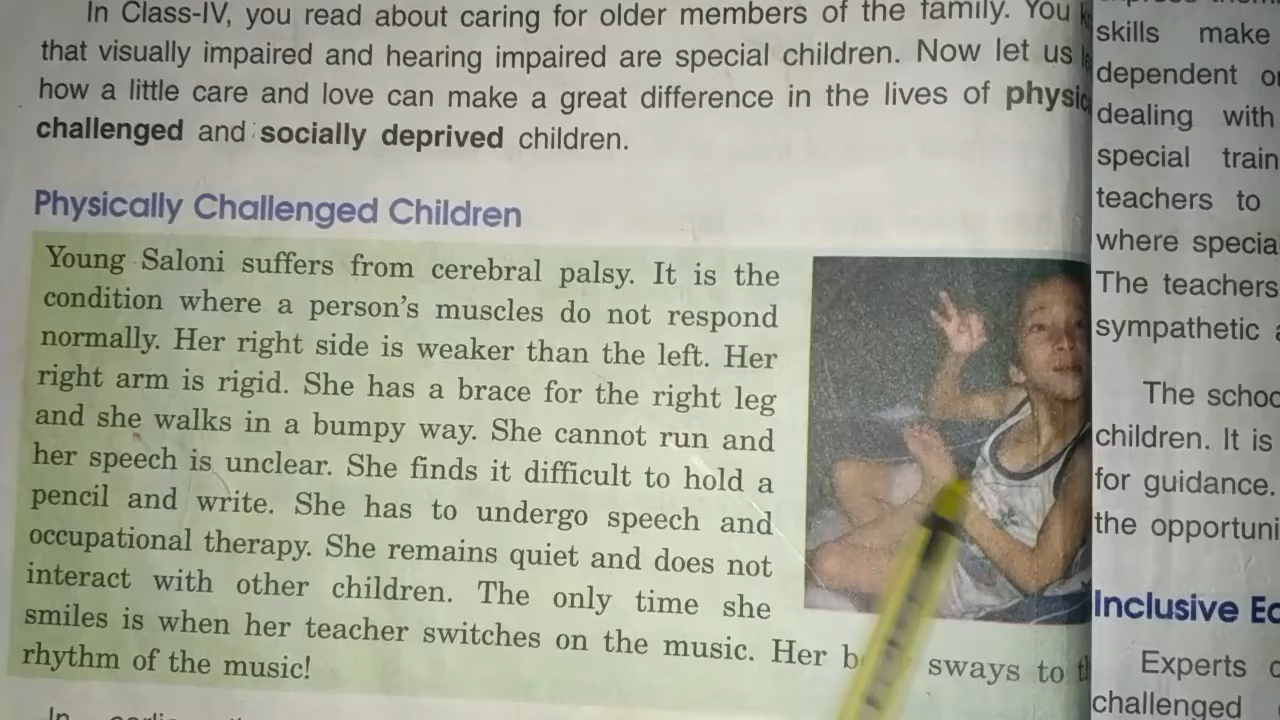 In Class-IV, you read about caring for older members of the family. You
that visually impaired and hearing impaired are special children. Now let us
how a little care and love can make a great difference in the lives of physic
challenged and socially deprived children.
Physically Challenged Children
Young Saloni suffers from cerebral palsy. It is the
condition where a person's muscles do not respond
normally. Her right side is weaker than the left. Her
right arm is rigid. She has a brace for the right leg
and she walks in a bumpy way. She cannot run and
her speech is unclear. She finds it difficult to hold a
pencil and write. She has to undergo speech and
occupational therapy. She remains quiet and does not
interact with other children. The only time she
smiles is when her teacher switches on the music. Her sways to
rhythm of the music!
In
skills make
dependent
dealing with
special train
teachers to
where specia
The teachers
sympathetic
The schoo
children. It is
for guidance.
the opportuni
Inclusive
Experts
challenged